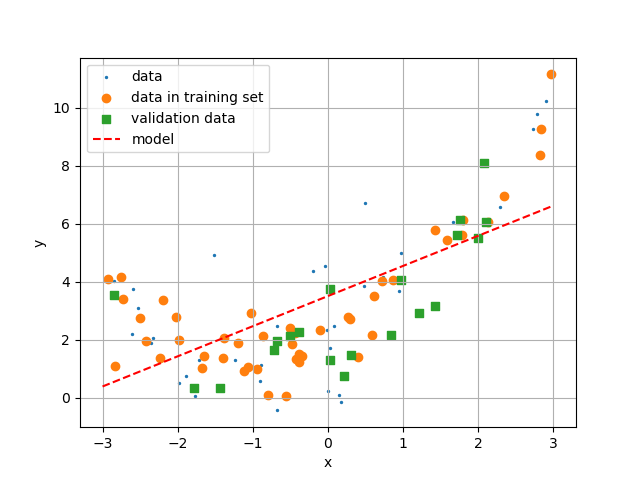 data
data in training set
validation data
model
10
8
6
4
2
0
y
−3 −2 −1 0 1 2 3
x